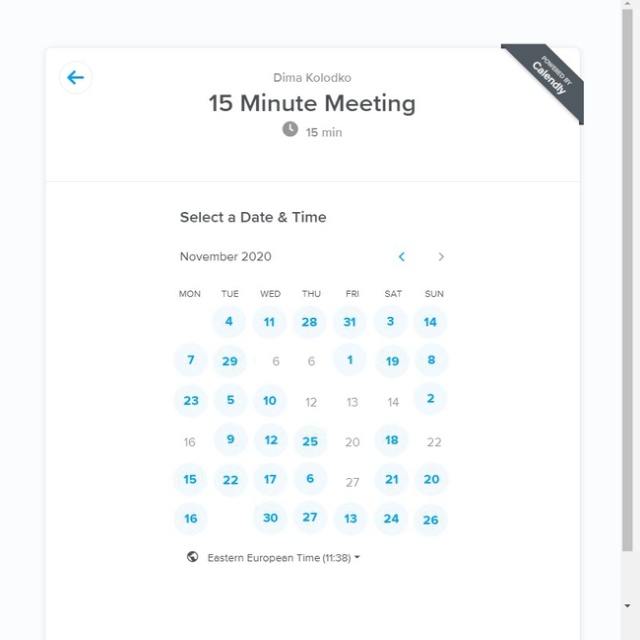 POWERED BY
Calendly
Dima Kolodko
15 Minute Meeting
15 min
Select a Date & Time
November 2020
MON TUE WED THU FRI SAT SUN
4 11 28 31 3 14
7 29 6 6 1 19 8
23 5 10 12 13 14 2
16 9 12 25 20 18 22
15 22 17 6 27 21 20
16 30 27 13 24 26
Eastern European Time (11:38)